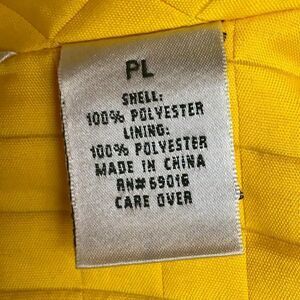 PL
SHELL:
100% POLYESTER
LINING:
100% POLYESTER
MADE IN CHINA
RN# 69016
CARE OVER